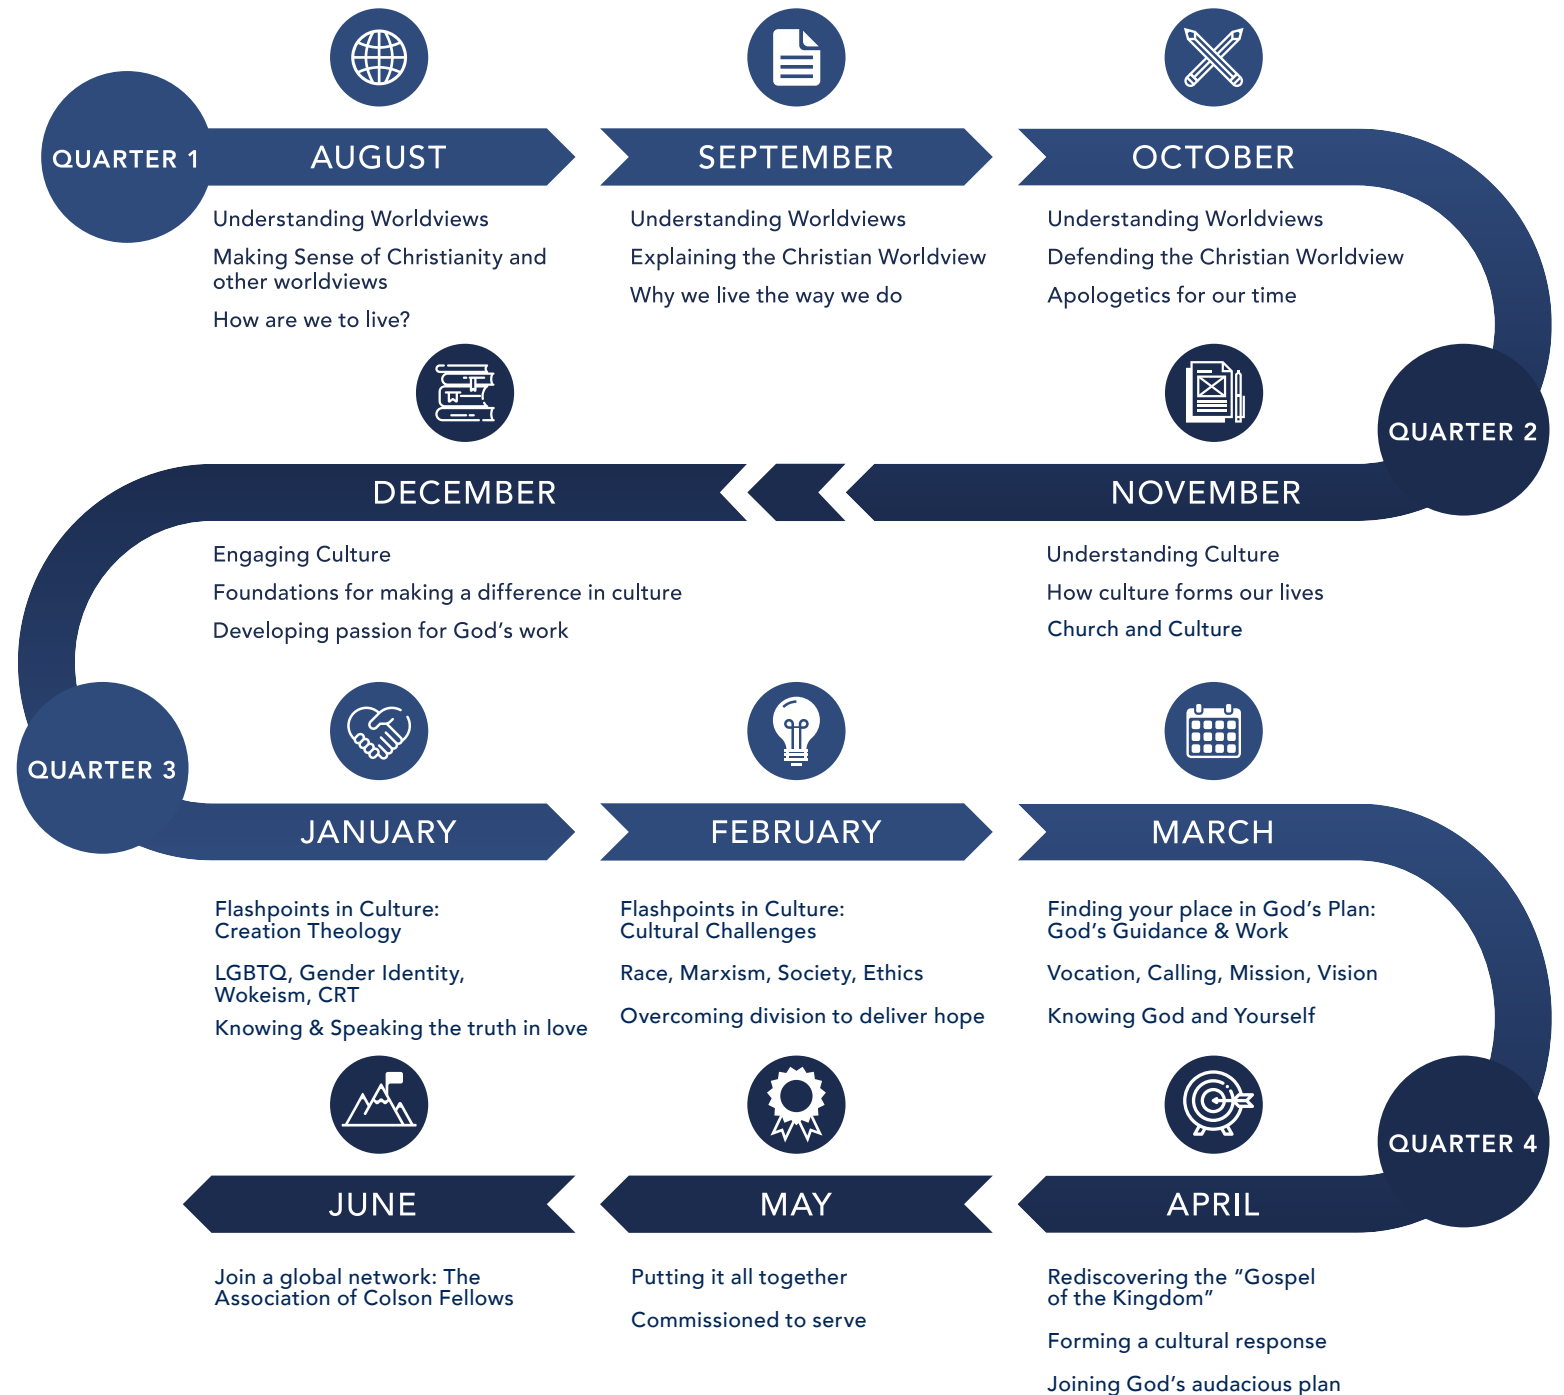 QUARTER 1
AUGUST
Understanding Worldviews
Making Sense of Christianity and
other worldviews
How are we to live?
SEPTEMBER
Understanding Worldviews
Explaining the Christian Worldview
Why we live the way we do
OCTOBER
Understanding Worldviews
Defending the Christian Worldview
Apologetics for our time
QUARTER 2
NOVEMBER
Understanding Culture
How culture forms our lives
Church and Culture
DECEMBER
Engaging Culture
Foundations for making a difference in culture
Developing passion for God's work
QUARTER 3
JANUARY
Flashpoints in Culture:
Creation Theology
LGBTQ, Gender Identity,
Wokeism, CRT
Knowing & Speaking the truth in love
FEBRUARY
Flashpoints in Culture:
Cultural Challenges
Race, Marxism, Society, Ethics
Overcoming division to deliver hope
MARCH
Finding your place in God's Plan:
God's Guidance & Work
Vocation, Calling, Mission, Vision
Knowing God and Yourself
QUARTER 4
APRIL
Rediscovering the "Gospel
of the Kingdom"
Forming a cultural response
Joining God's audacious plan
MAY
Putting it all together
Commissioned to serve
JUNE
Join a global network: The
Association of Colson Fellows